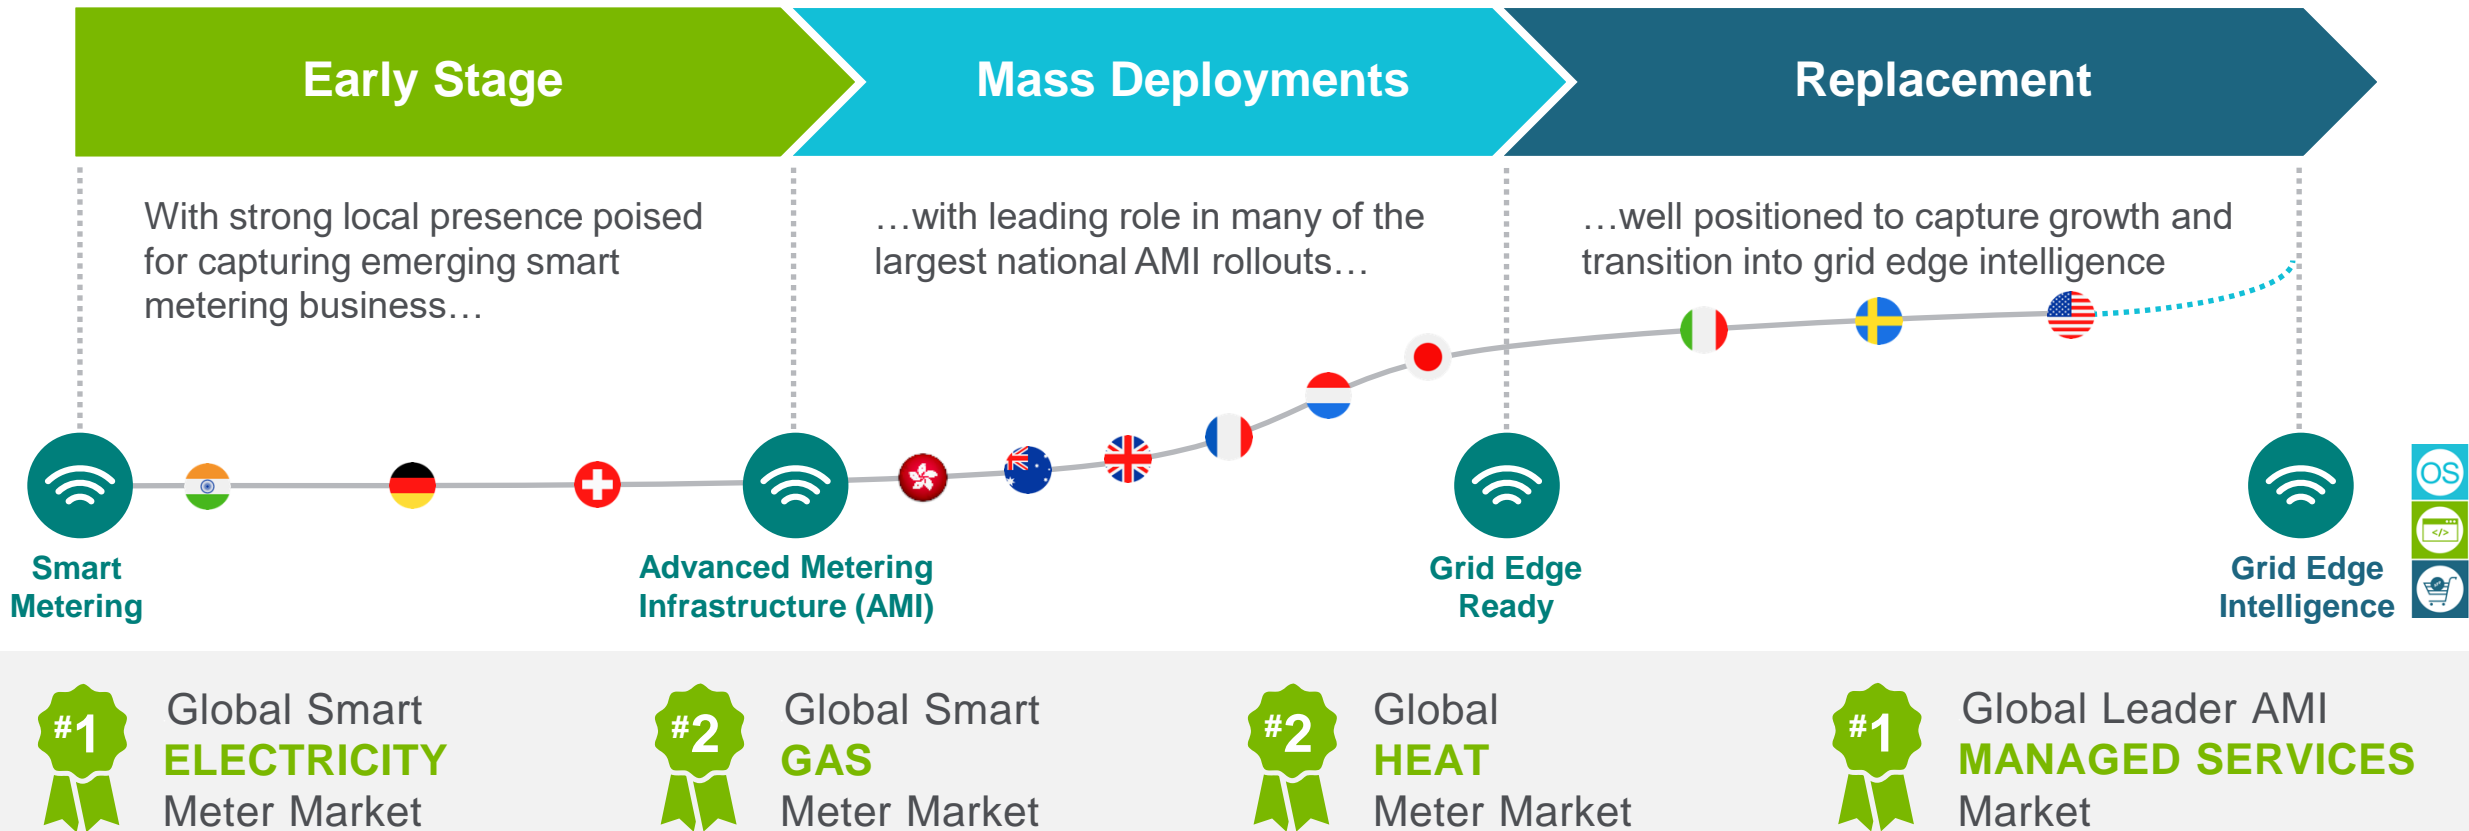 Early Stage
Mass Deployments
Replacement
With strong local presence poised
for capturing emerging smart
metering business…
…with leading role in many of the
largest national AMI rollouts…
…well positioned to capture growth and
transition into grid edge intelligence
Smart
Metering
Advanced Metering
Infrastructure (AMI)
Grid Edge
Ready
Grid Edge
Intelligence
OS
</>
#1
Global Smart
ELECTRICITY
Meter Market
#2
Global Smart
GAS
Meter Market
#2
Global
HEAT
Meter Market
#1
Global Leader AMI
MANAGED SERVICES
Market